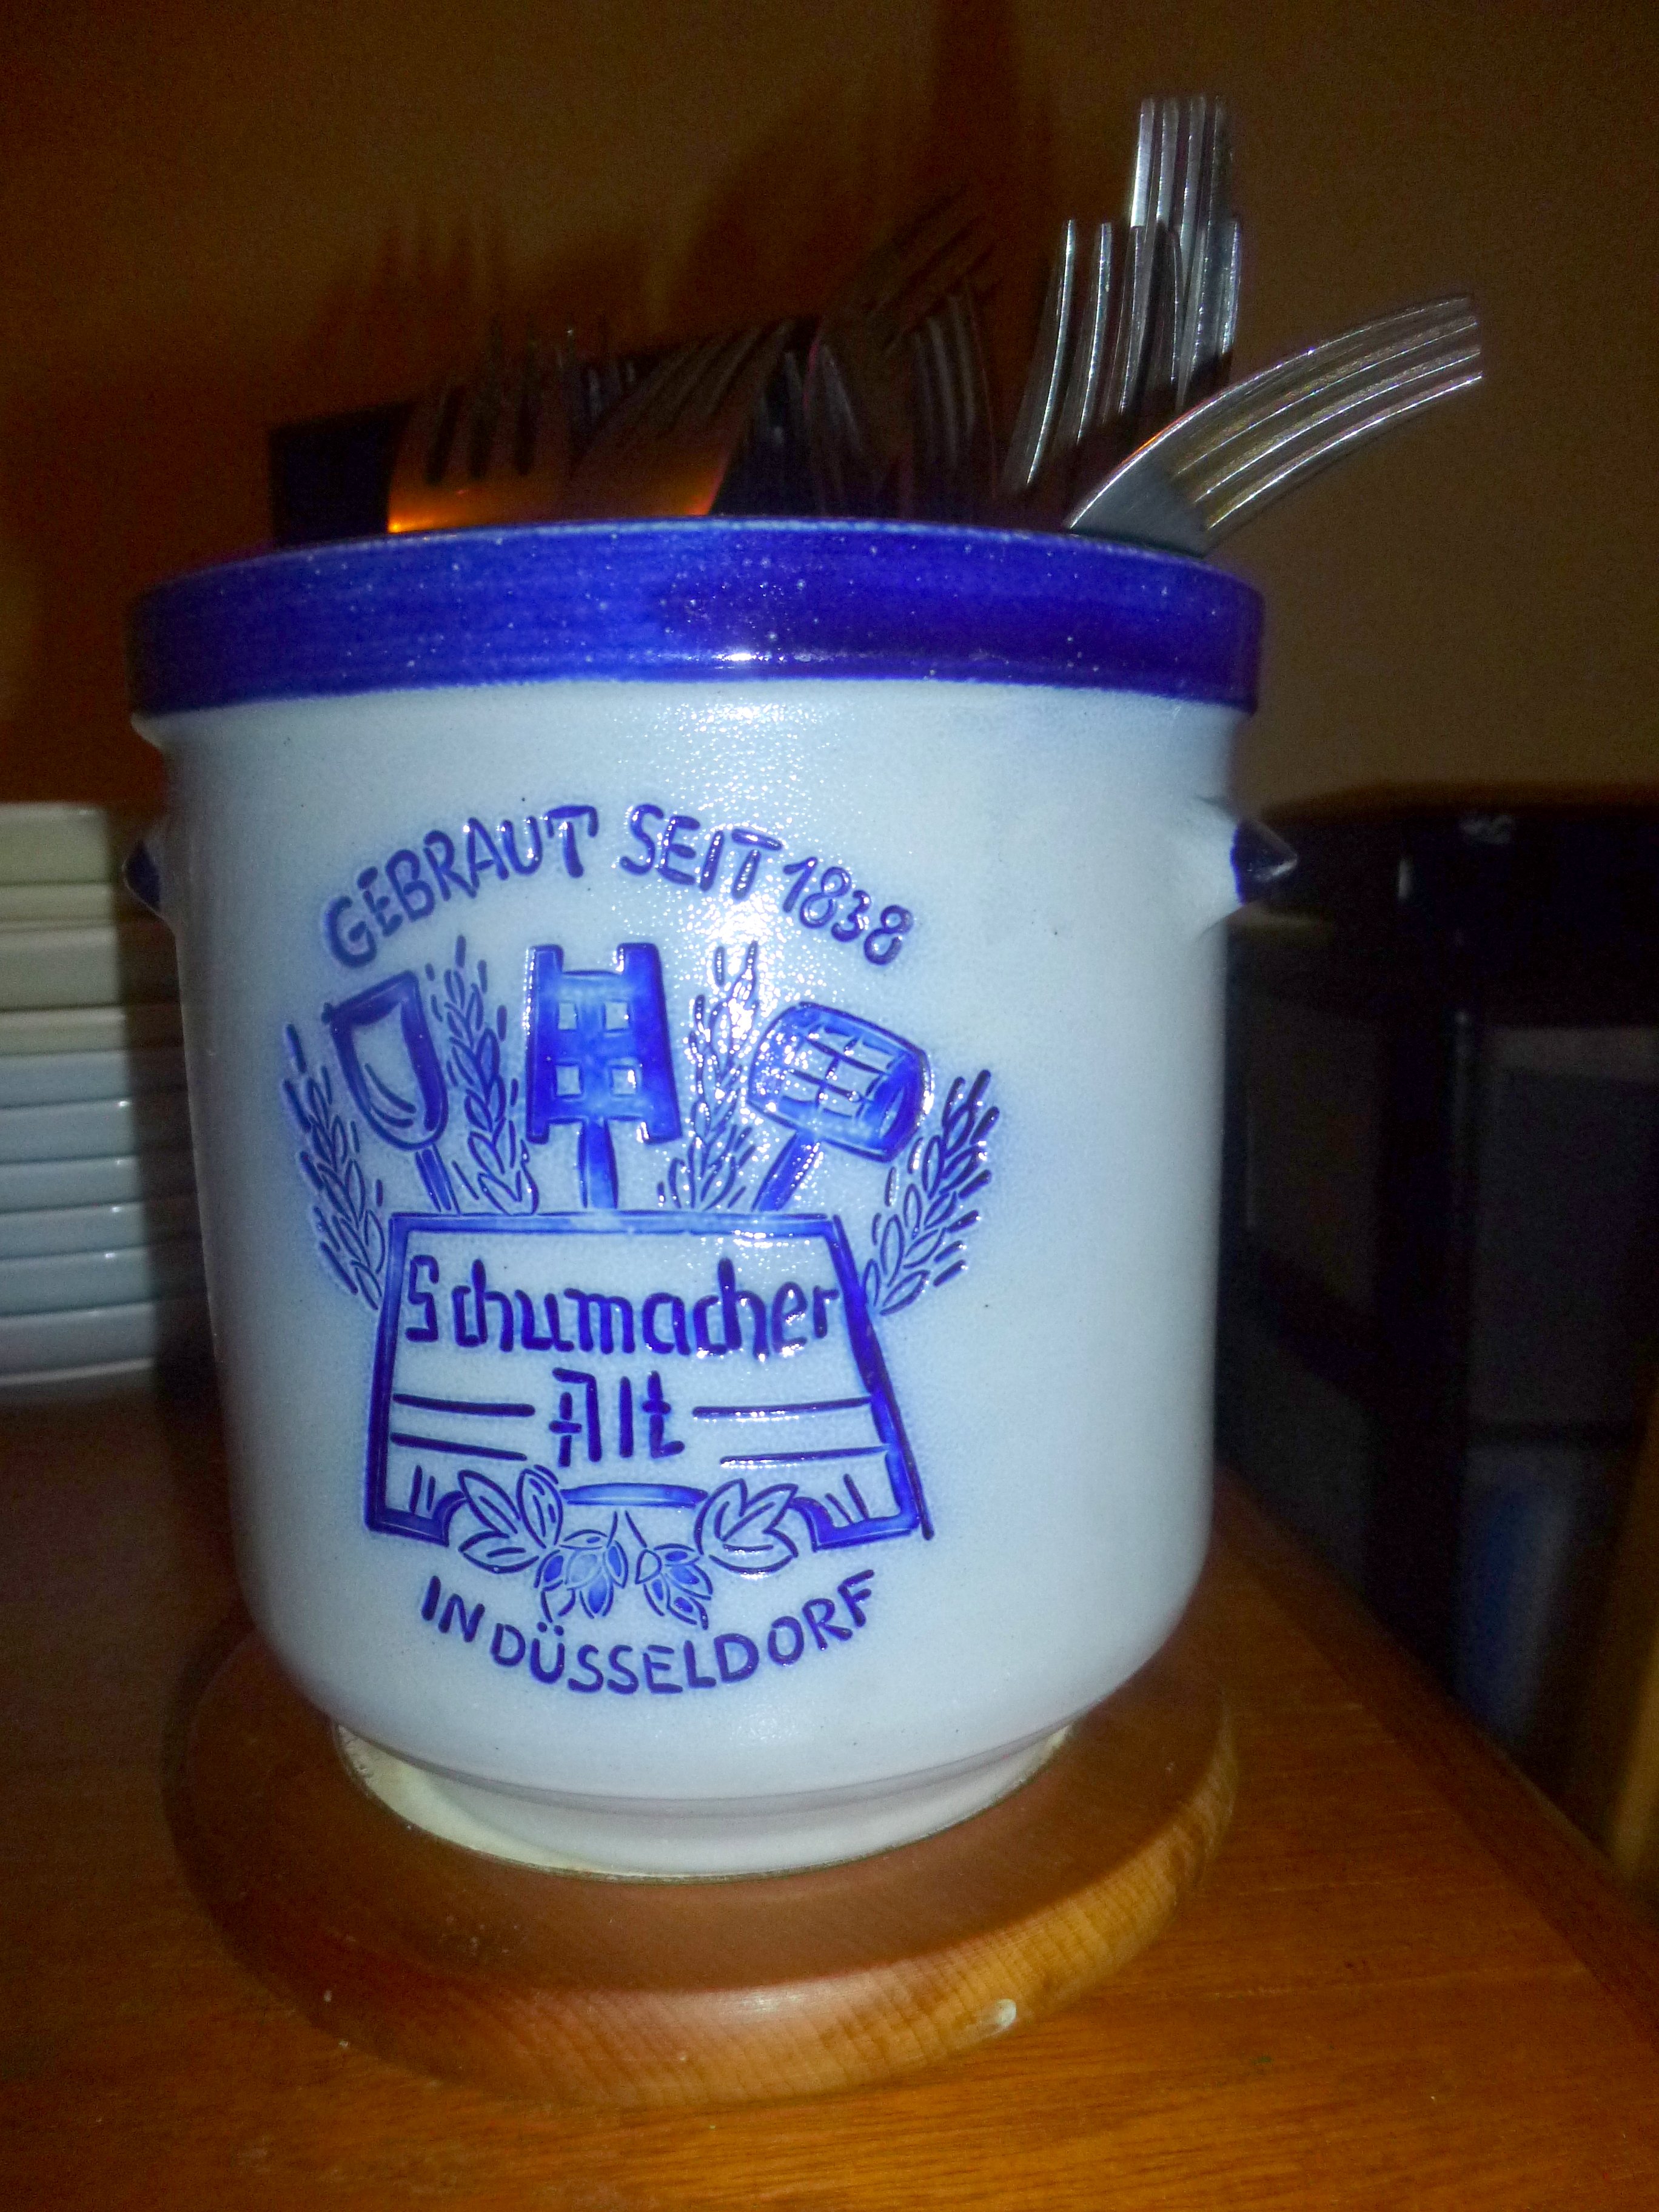 GEBRAUT SEIT 1838
Schumacher
Alt
IN DÜSSELDORF